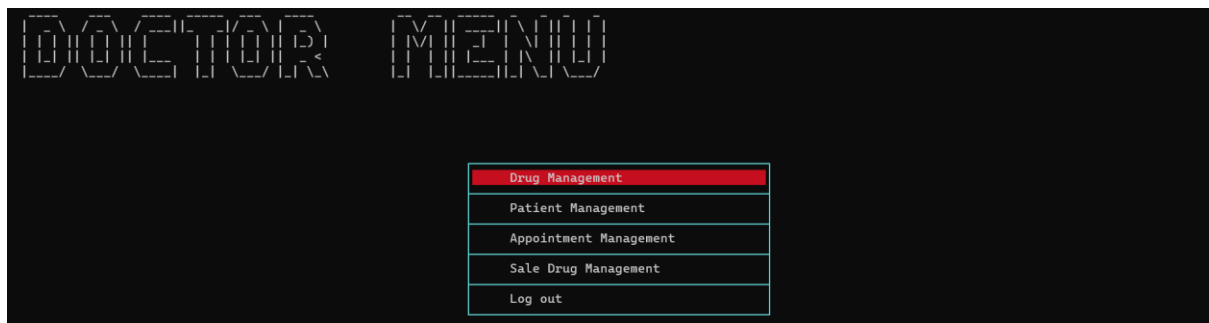 DOCTOR MENU
Drug Management
Patient Management
Appointment Management
Sale Drug Management
Log out